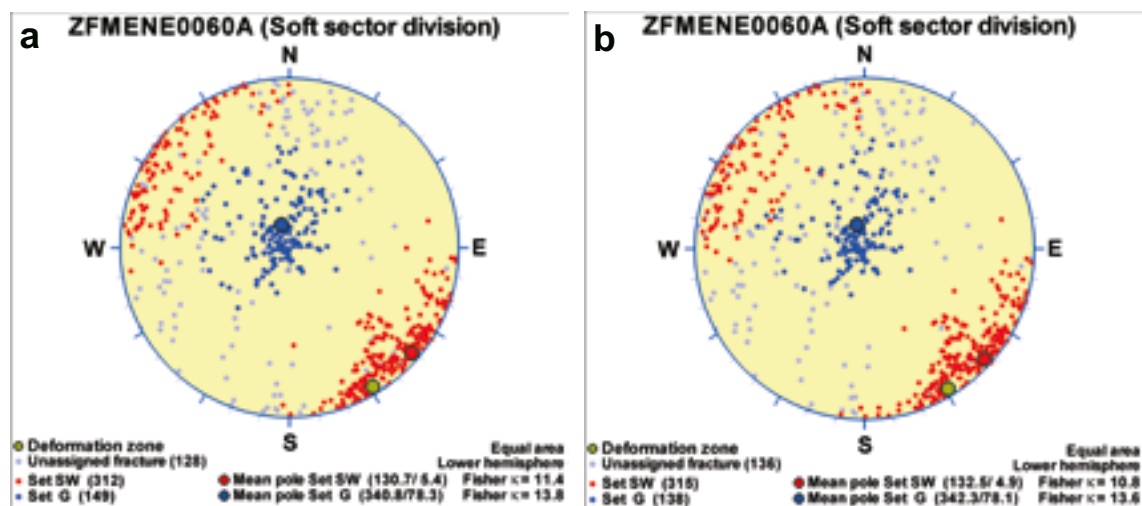 a
ZFMENE0060A (Soft sector division)
N
W
E
S
Deformation zone
Unassigned fracture (128)
Set SW (312)
Set G (149)
Equal area
Lower hemisphere
Mean pole Set SW (130.7/ 5.4) Fisher κ= 11.4
Mean pole Set G (340.8/78.3) Fisher κ= 13.8
b
ZFMENE0060A (Soft sector division)
N
W
E
S
Deformation zone
Unassigned fracture (136)
Set SW (315)
Set G (138)
Equal area
Lower hemisphere
Mean pole Set SW (132.5/ 4.9) Fisher κ= 10.8
Mean pole Set G (342.3/78.1) Fisher κ= 13.6